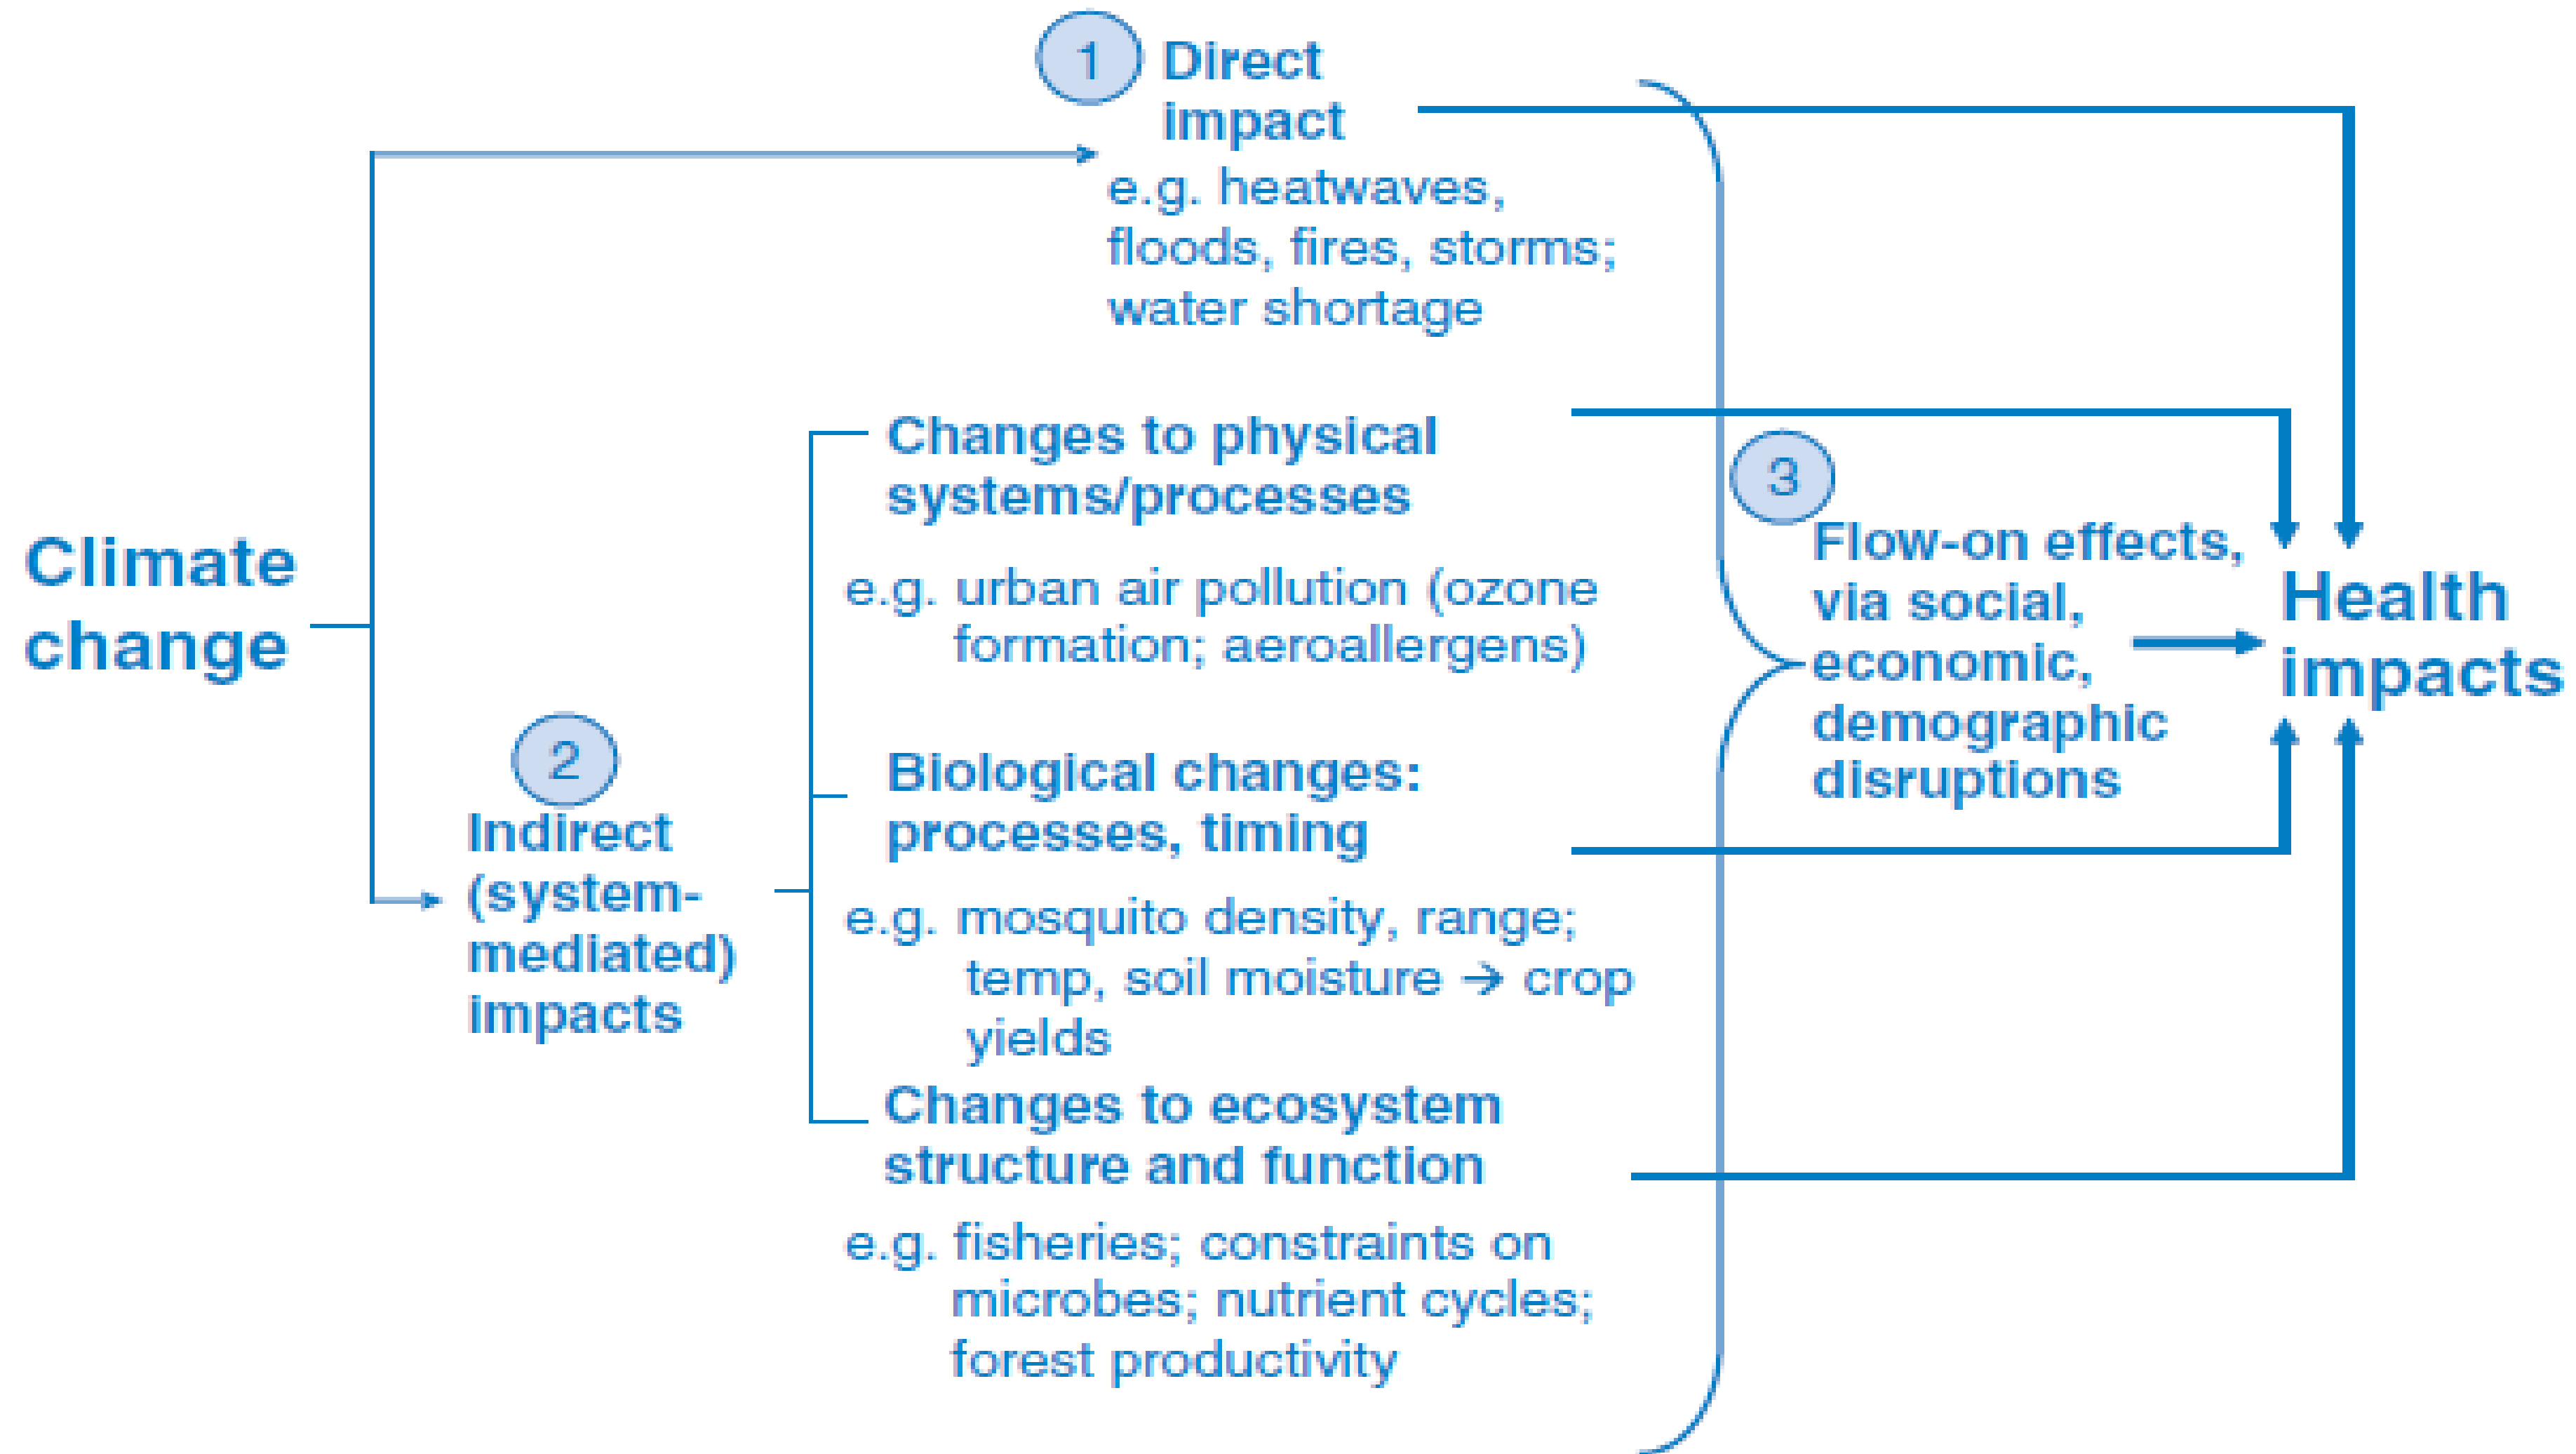 Climate
change
1
Direct
impact
e.g. heatwaves,
floods, fires, storms;
water shortage
2
Indirect
(system-
mediated)
impacts
Changes to physical
systems/processes
e.g. urban air pollution (ozone
formation; aeroallergens)
Biological changes:
processes, timing
e.g. mosquito density, range;
temp, soil moisture → crop
yields
Changes to ecosystem
structure and function
e.g. fisheries; constraints on
microbes; nutrient cycles;
forest productivity
3
Flow-on effects,
via social,
economic,
demographic
disruptions
Health
impacts